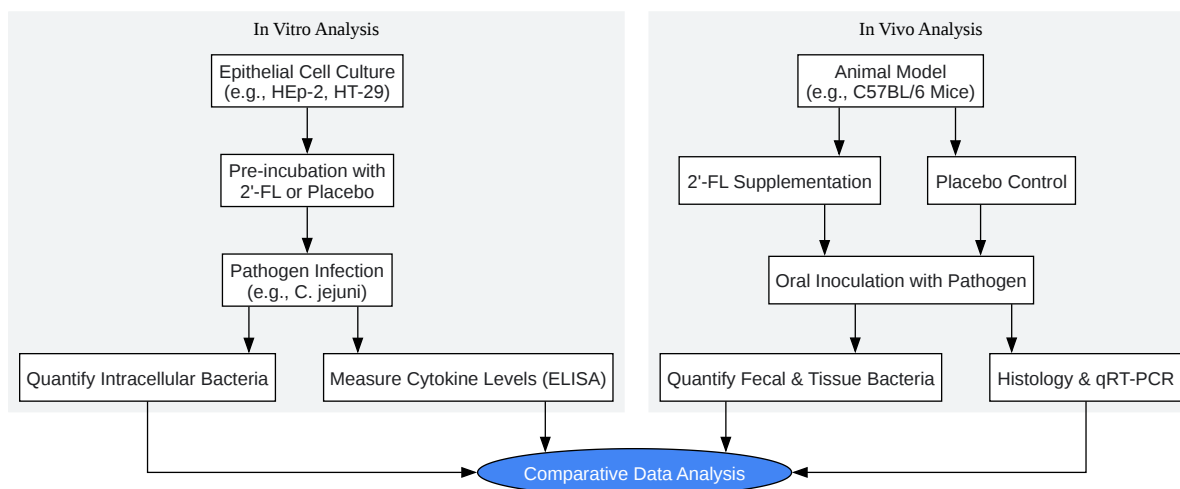 In Vitro Analysis
Epithelial Cell Culture
(e.g., HEp-2, HT-29)
Pre-incubation with
2'-FL or Placebo
Pathogen Infection
(e.g., C. jejuni)
Quantify Intracellular Bacteria
Measure Cytokine Levels (ELISA)
In Vivo Analysis
Animal Model
(e.g., C57BL/6 Mice)
2'-FL Supplementation
Placebo Control
Oral Inoculation with Pathogen
Quantify Fecal & Tissue Bacteria
Histology & qRT-PCR
Comparative Data Analysis